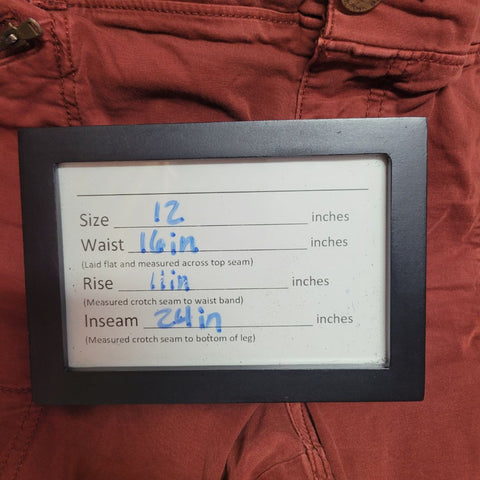 Size 12 inches
Waist 16in inches
(Laid flat and measured across top seam)
Rise 11in inches
(Measured crotch seam to waist band)
Inseam 24in inches
(Measured crotch seam to bottom of leg)